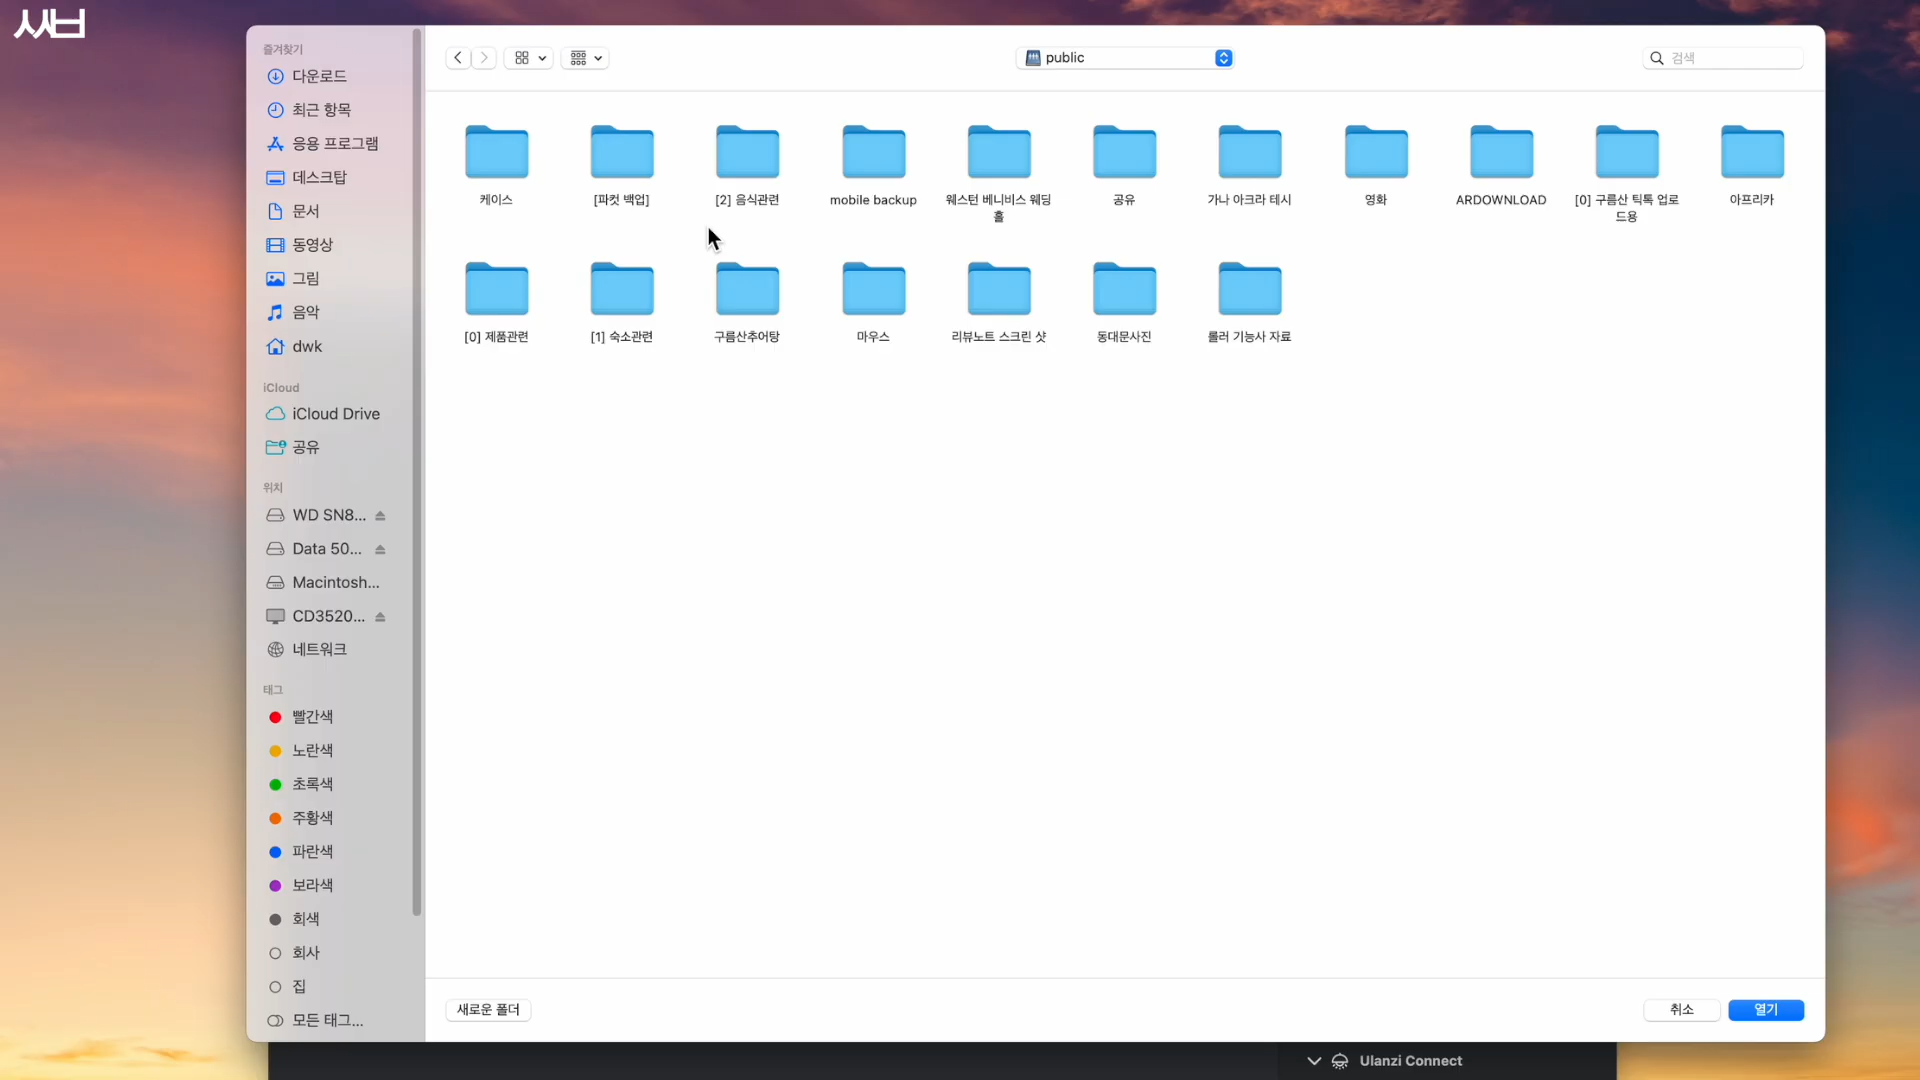 써브
즐겨찾기
다운로드
최근 항목
응용 프로그램
데스크탑
문서
동영상
그림
음악
dwk
iCloud
iCloud Drive
공유
위치
WD SN8...
Data 50...
Macintosh...
CD3520...
네트워크
태그
빨간색
노란색
초록색
주황색
파란색
보라색
회색
회사
집
모든 태그...
public
검색
케이스
[파컷 백업]
[2] 음식관련
mobile backup
웨스턴 베니비스 웨딩
홀
공유
가나 아크라 테시
영화
ARDOWNLOAD
[0] 구름산 틱톡 업로
드용
아프리카
[0] 제품관련
[1] 숙소관련
구름산추어탕
마우스
리뷰노트 스크린 샷
동대문사진
롤러 기능사 자료
새로운 폴더
취소
열기
Ulanzi Connect